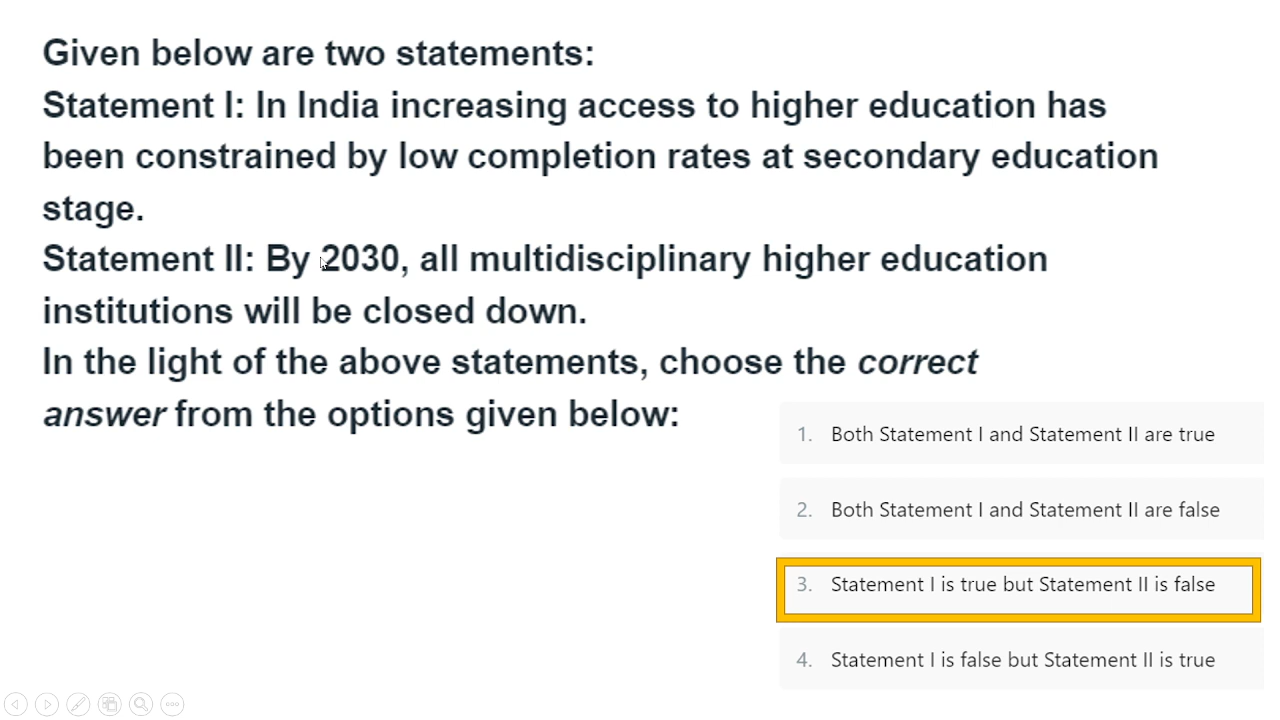 Given below are two statements:
Statement I: In India increasing access to higher education has
been constrained by low completion rates at secondary education
stage.
Statement II: By 2030, all multidisciplinary higher education
institutions will be closed down.
In the light of the above statements, choose the correct
answer from the options given below:
1. Both Statement I and Statement II are true
2. Both Statement I and Statement II are false
3. Statement I is true but Statement II is false
4. Statement I is false but Statement II is true